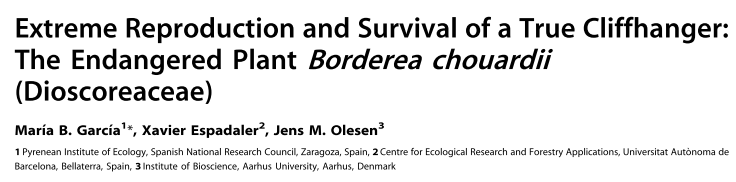 Extreme Reproduction and Survival of a True Cliffhanger:
The Endangered Plant Borderea chouardii
(Dioscoreaceae)
María B. García1*, Xavier Espadaler2, Jens M. Olesen3
1 Pyrenean Institute of Ecology, Spanish National Research Council, Zaragoza, Spain, 2 Centre for Ecological Research and Forestry Applications, Universitat Autònoma de
Barcelona, Bellaterra, Spain, 3 Institute of Bioscience, Aarhus University, Aarhus, Denmark